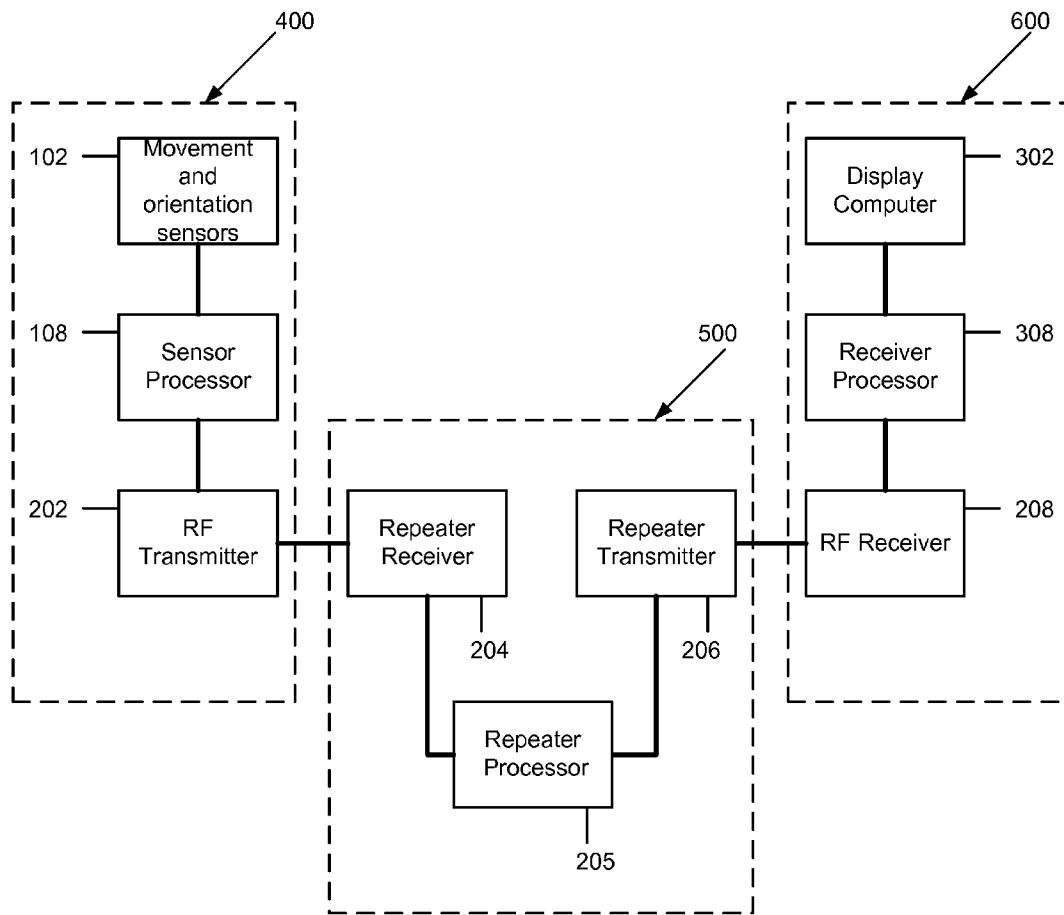 400
600
102
Movement
and
orientation
sensors
Display
Computer
302
108
Sensor
Processor
500
Receiver
Processor
308
202
RF
Transmitter
Repeater
Receiver
Repeater
Transmitter
RF Receiver
208
204
206
Repeater
Processor
205